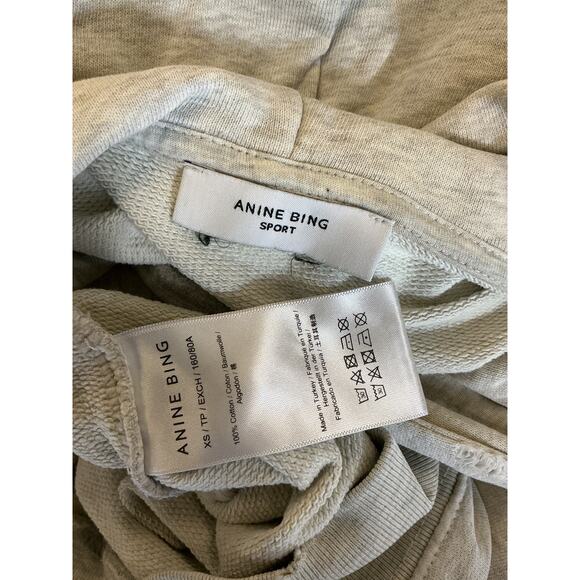 ANINE BING
SPORT
ANINE BING
XS / TP / EXCH / 160/80A
100% Cotton / Coton / Baumwolle /
Algodón / 棉
Made in Turkey / Fabriqué en Turquie /
Hergestellt in der Türkei /
Fabricado en Turquía / 土耳其制造